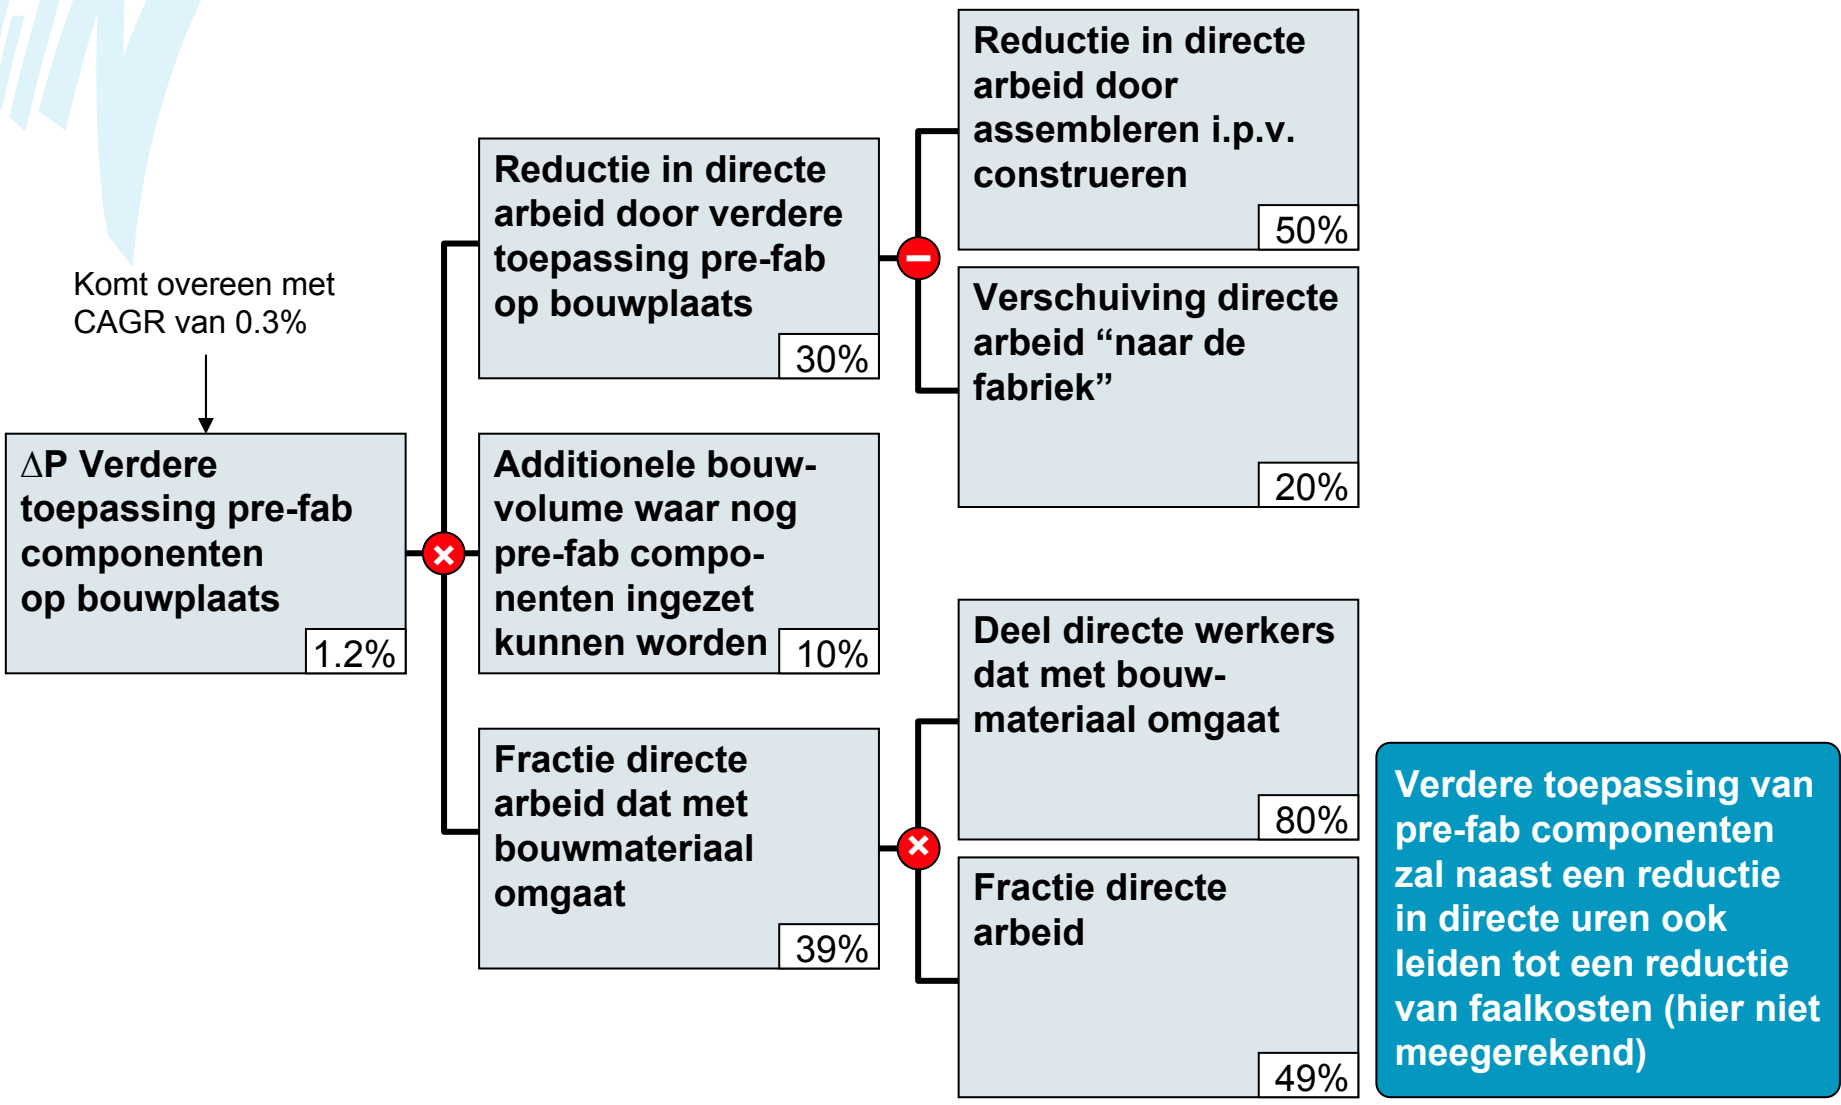 Komt overeen met
CAGR van 0.3%
∆P Verdere
toepassing pre-fab
componenten
op bouwplaats
1.2%
×
Reductie in directe
arbeid door verdere
toepassing pre-fab
op bouwplaats
30%
Additionele bouw-
volume waar nog
pre-fab compo-
nenten ingezet
kunnen worden
10%
Fractie directe
arbeid dat met
bouwmateriaal
omgaat
39%
–
Reductie in directe
arbeid door
assembleren i.p.v.
construeren
50%
Verschuiving directe
arbeid “naar de
fabriek”
20%
×
Deel directe werkers
dat met bouw-
materiaal omgaat
80%
Fractie directe
arbeid
49%
Verdere toepassing van
pre-fab componenten
zal naast een reductie
in directe uren ook
leiden tot een reductie
van faalkosten (hier niet
meegerekend)